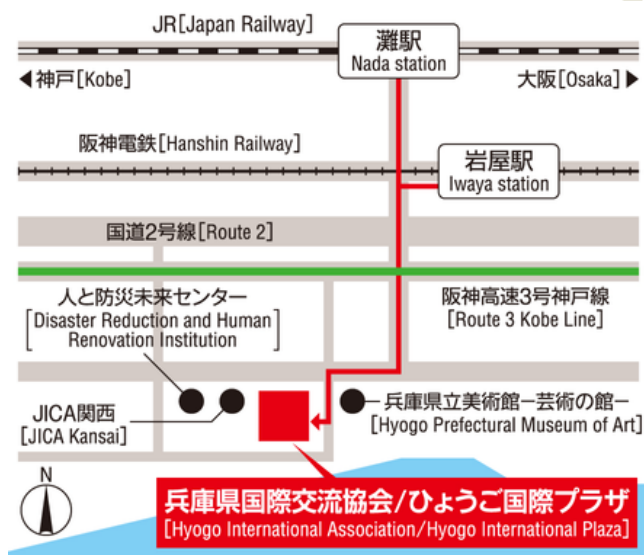 JR[Japan Railway]
灘駅
Nada station
神戸[Kobe]
大阪[Osaka]
阪神電鉄[Hanshin Railway]
岩屋駅
Iwaya station
国道2号線[Route 2]
人と防災未来センター
[Disaster Reduction and Human
Renovation Institution]
阪神高速3号神戸線
[Route 3 Kobe Line]
JICA関西
[JICA Kansai]
兵庫県立美術館−芸術の館−
[Hyogo Prefectural Museum of Art]
N
兵庫県国際交流協会/ひょうご国際プラザ
[Hyogo International Association/Hyogo International Plaza]